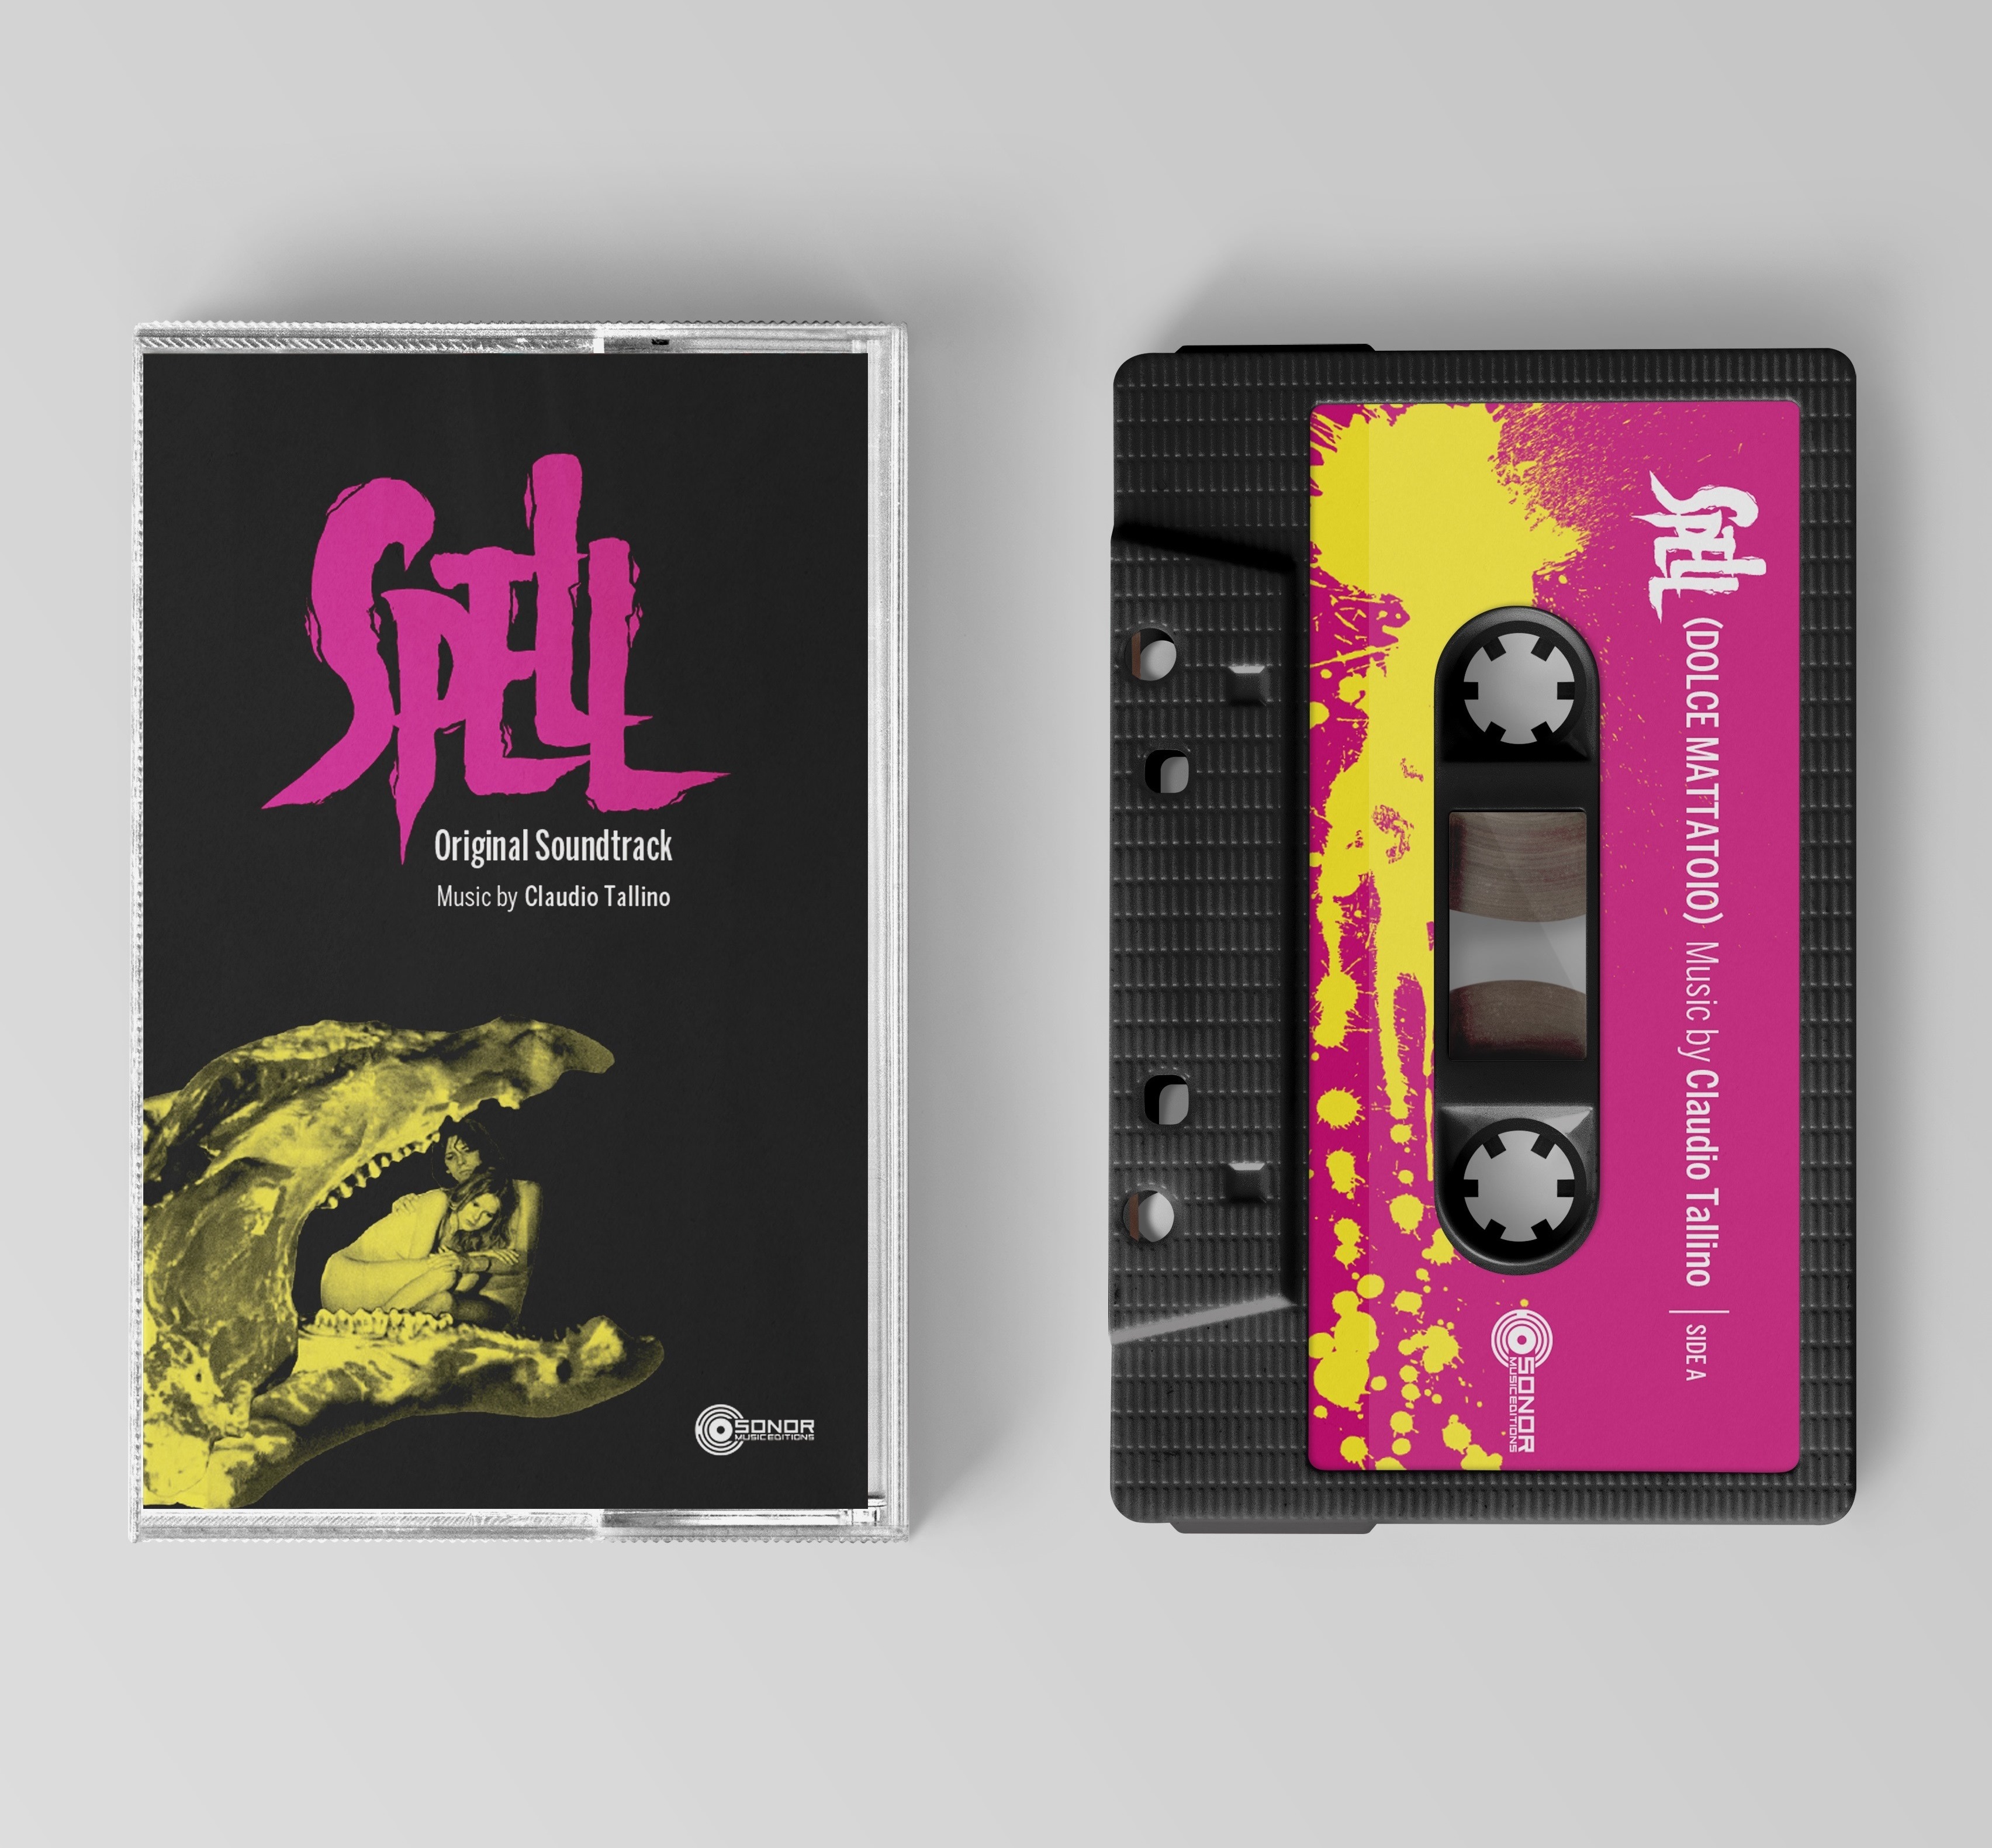 SPELL
Original Soundtrack
Music by Claudio Tallino
SONOR
MUSIC EDITIONS
SPELL (DOLCE MATTATOIO) Music by Claudio Tallino | SIDE A
SONOR
MUSIC EDITIONS